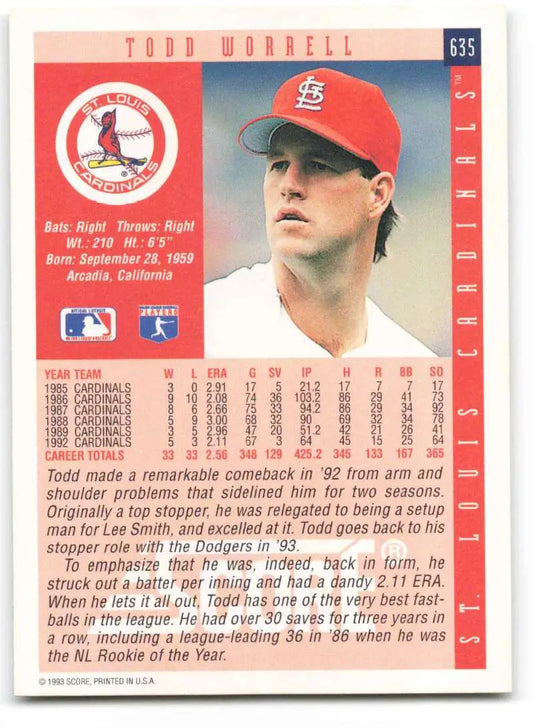 TODD WORRELL
635
ST. LOUIS
CARDINALS
®
StL
Bats: Right Throws: Right
Wt.: 210 Ht.: 6'5"
Born: September 28, 1959
Arcadia, California
MAJOR LEAGUE BASEBALL
PLAYERS
ST. LOUIS CARDINALS™
YEAR TEAM W L ERA G SV IP H R BB SO
1985 CARDINALS 3 0 2.91 17 5 21.2 17 7 7 17
1986 CARDINALS 9 10 2.08 74 36 103.2 86 29 41 73
1987 CARDINALS 8 6 2.66 75 33 94.2 86 29 34 92
1988 CARDINALS 5 9 3.00 68 32 90 69 32 34 78
1989 CARDINALS 3 5 2.96 47 20 51.2 42 21 26 41
1992 CARDINALS 5 3 2.11 67 3 64 45 15 25 64
CAREER TOTALS 33 33 2.56 348 129 425.2 345 133 167 365
Todd made a remarkable comeback in '92 from arm and
shoulder problems that sidelined him for two seasons.
Originally a top stopper, he was relegated to being a setup
man for Lee Smith, and excelled at it. Todd goes back to his
stopper role with the Dodgers in '93.
To emphasize that he was, indeed, back in form, he
struck out a batter per inning and had a dandy 2.11 ERA.
When he lets it all out, Todd has one of the very best fast-
balls in the league. He had over 30 saves for three years in
a row, including a league-leading 36 in '86 when he was
the NL Rookie of the Year.
SCORE®
© 1993 SCORE, PRINTED IN U.S.A.